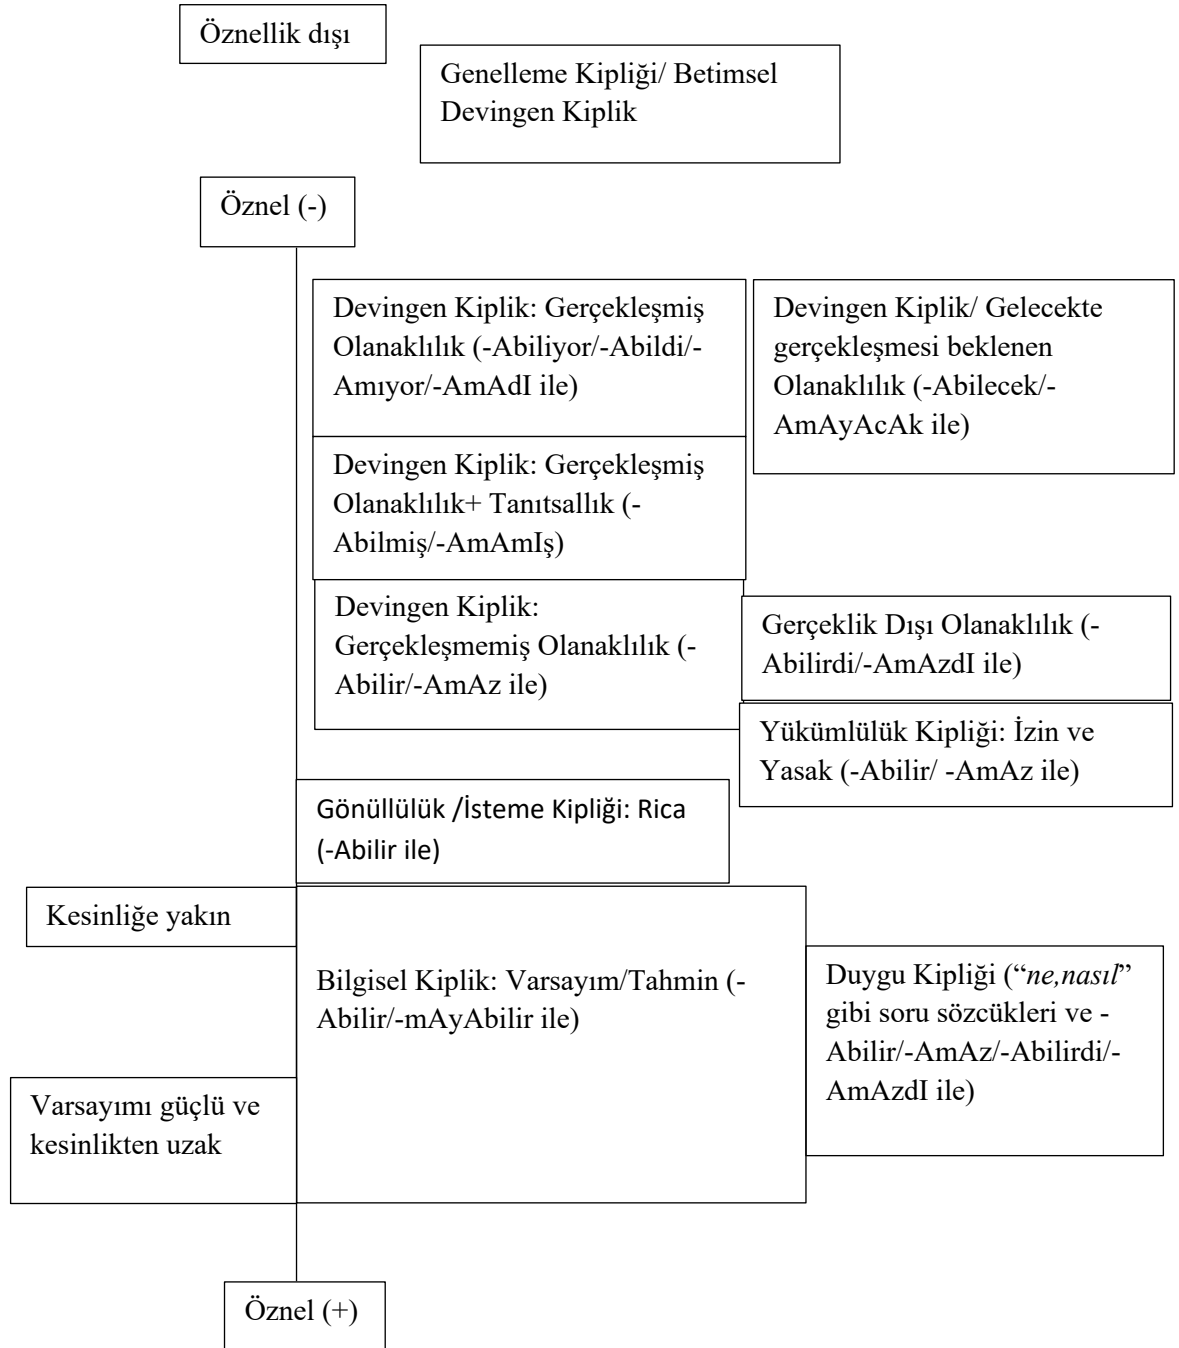 Öznellik dışı
Genelleme Kipliği/ Betimsel
Devingen Kiplik
Öznel (-)
Devingen Kiplik: Gerçekleşmiş
Olanaklılık (-Abiliyor/-Abildi/-
Amıyor/-AmAdI ile)
Devingen Kiplik/ Gelecekte
gerçekleşmesi beklenen
Olanaklılık (-Abilecek/-
AmAyAcAk ile)
Devingen Kiplik: Gerçekleşmiş
Olanaklılık+ Tanıtsallık (-
Abilmiş/-AmAmIş)
Devingen Kiplik:
Gerçekleşmemiş Olanaklılık (-
Abilir/-AmAz ile)
Gerçeklik Dışı Olanaklılık (-
Abilirdi/-AmAzdI ile)
Yükümlülük Kipliği: İzin ve
Yasak (-Abilir/ -AmAz ile)
Gönüllülük /İsteme Kipliği: Rica
(-Abilir ile)
Kesinliğe yakın
Bilgisel Kiplik: Varsayım/Tahmin (-
Abilir/-mAyAbilir ile)
Duygu Kipliği (“ne,nasıl”
gibi soru sözcükleri ve -
Abilir/-AmAz/-Abilirdi/-
AmAzdI ile)
Varsayımı güçlü ve
kesinlikten uzak
Öznel (+)